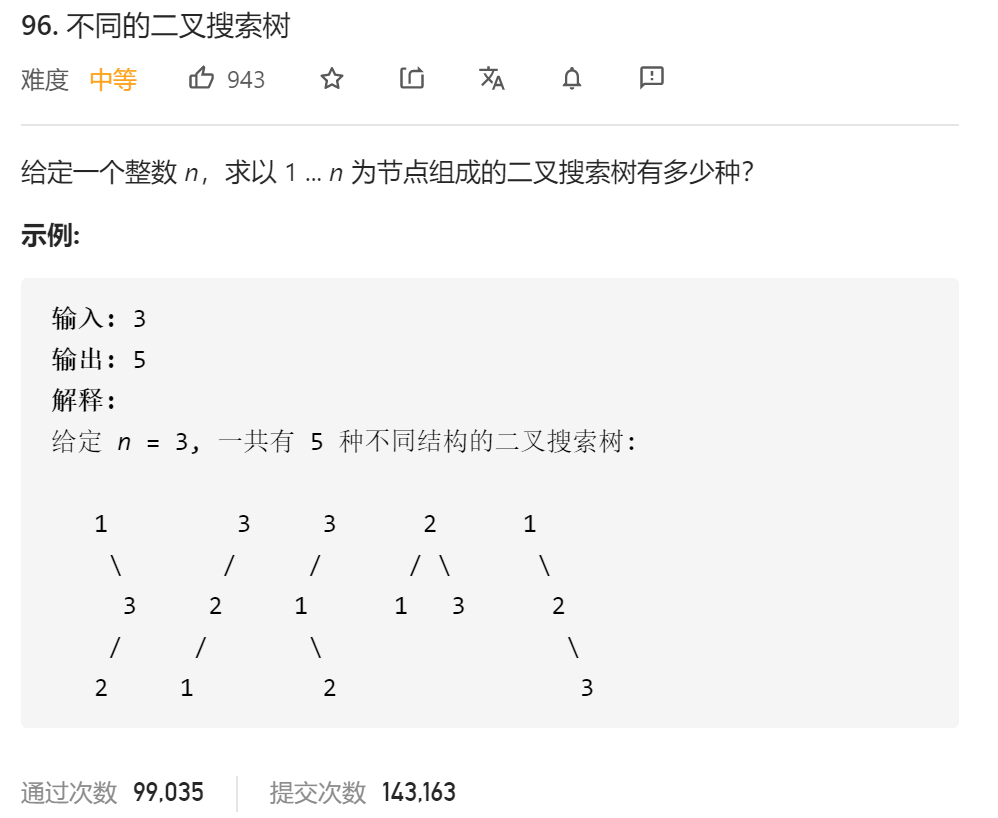 96. 不同的二叉搜索树
难度 中等 943
给定一个整数 n，求以 1 ... n 为节点组成的二叉搜索树有多少种？
示例:
输入: 3
输出: 5
解释:
给定 n = 3, 一共有 5 种不同结构的二叉搜索树:
1 3 3 2 1
\ / / / \ \
3 2 1 1 3 2
/ / \ \
2 1 2 3
通过次数 99,035 提交次数 143,163